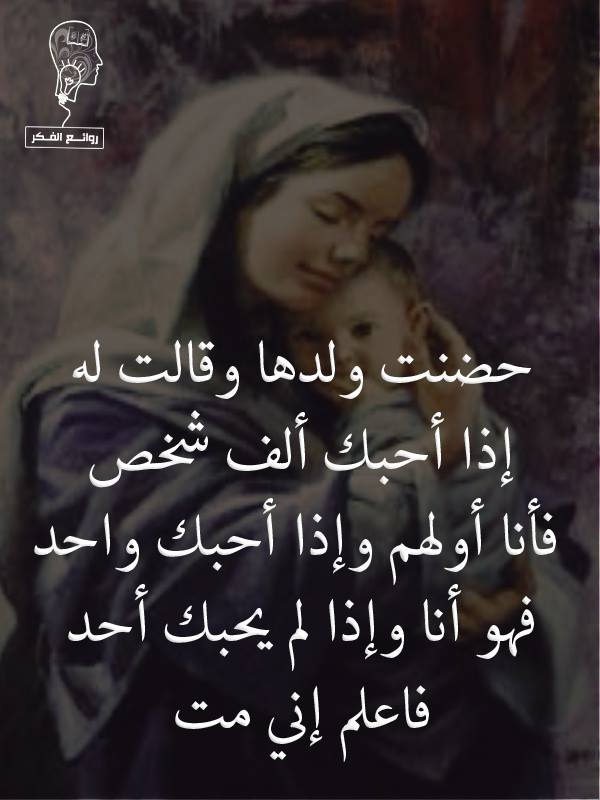 روائع الفكر
حضنت ولدها وقالت له
إذا أحبك ألف شخص
فأنا أولهم وإذا أحبك واحد
فهو أنا وإذا لم يحبك أحد
فاعلم إني مت